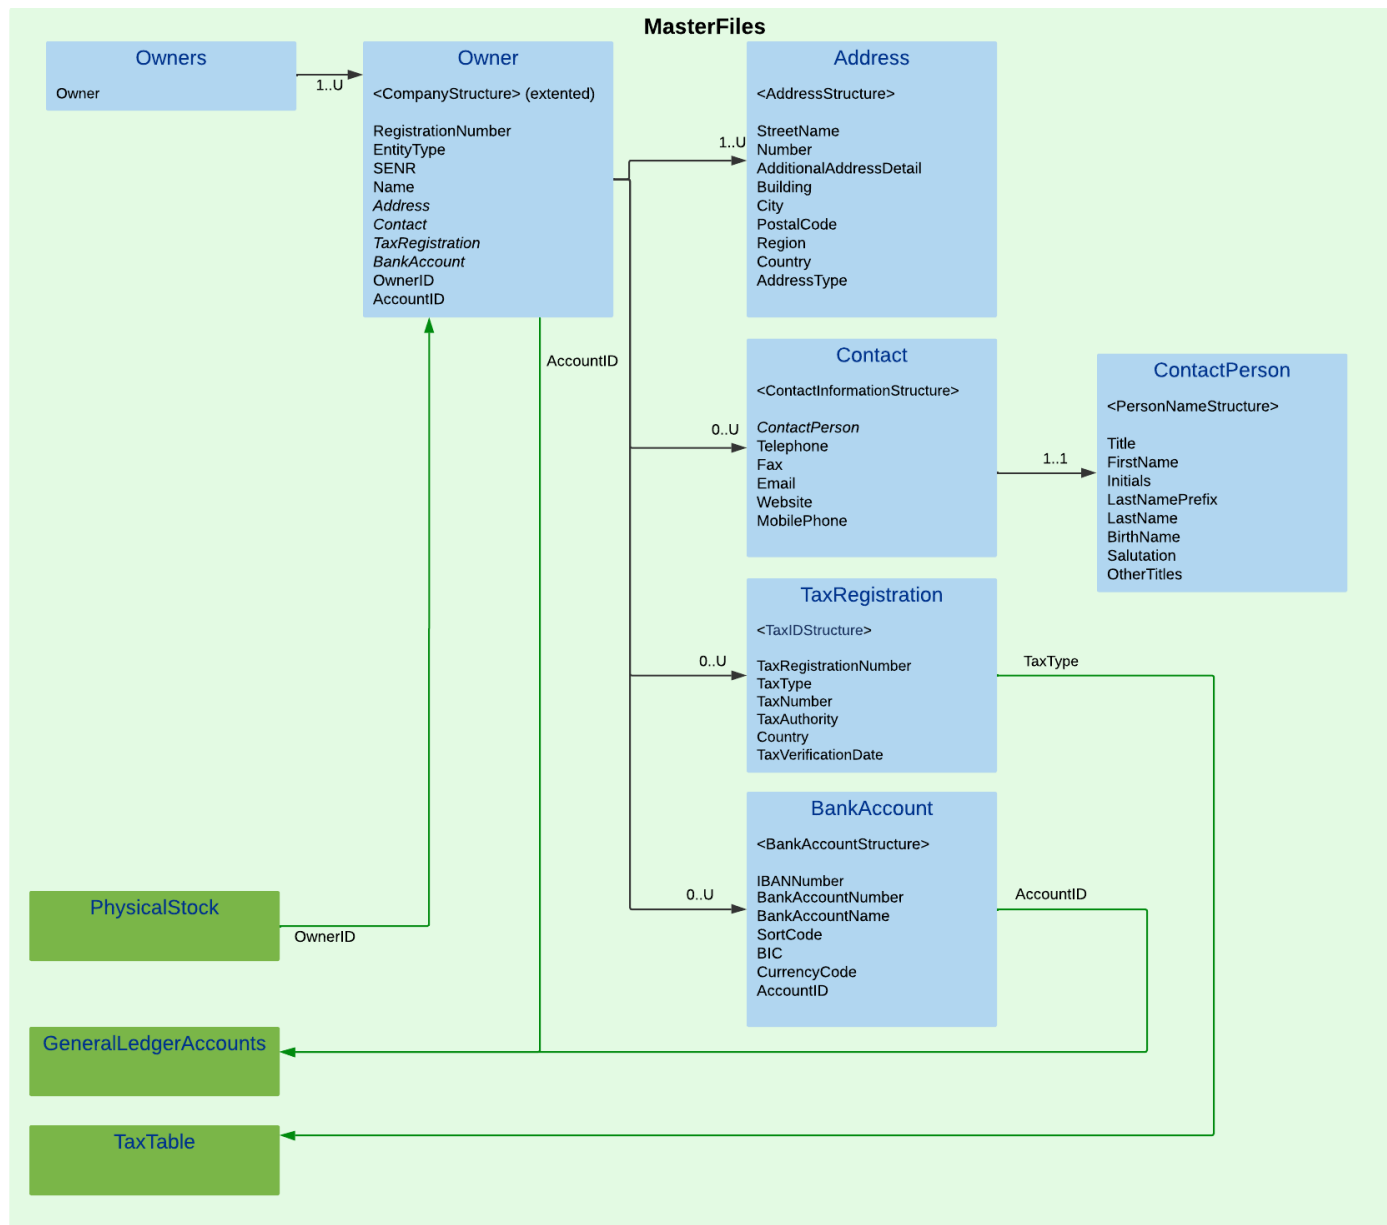 MasterFiles
Owners
Owner
1..U
Owner
<CompanyStructure> (extented)
RegistrationNumber
EntityType
SENR
Name
Address
Contact
TaxRegistration
BankAccount
OwnerID
AccountID
AccountID
1..U
Address
<AddressStructure>
StreetName
Number
AdditionalAddressDetail
Building
City
PostalCode
Region
Country
AddressType
0..U
Contact
<ContactInformationStructure>
ContactPerson
Telephone
Fax
Email
Website
MobilePhone
1..1
ContactPerson
<PersonNameStructure>
Title
FirstName
Initials
LastNamePrefix
LastName
BirthName
Salutation
OtherTitles
0..U
TaxRegistration
<TaxIDStructure>
TaxRegistrationNumber
TaxType
TaxNumber
TaxAuthority
Country
TaxVerificationDate
TaxType
0..U
BankAccount
<BankAccountStructure>
IBANNumber
BankAccountNumber
BankAccountName
SortCode
BIC
CurrencyCode
AccountID
AccountID
PhysicalStock
OwnerID
GeneralLedgerAccounts
TaxTable